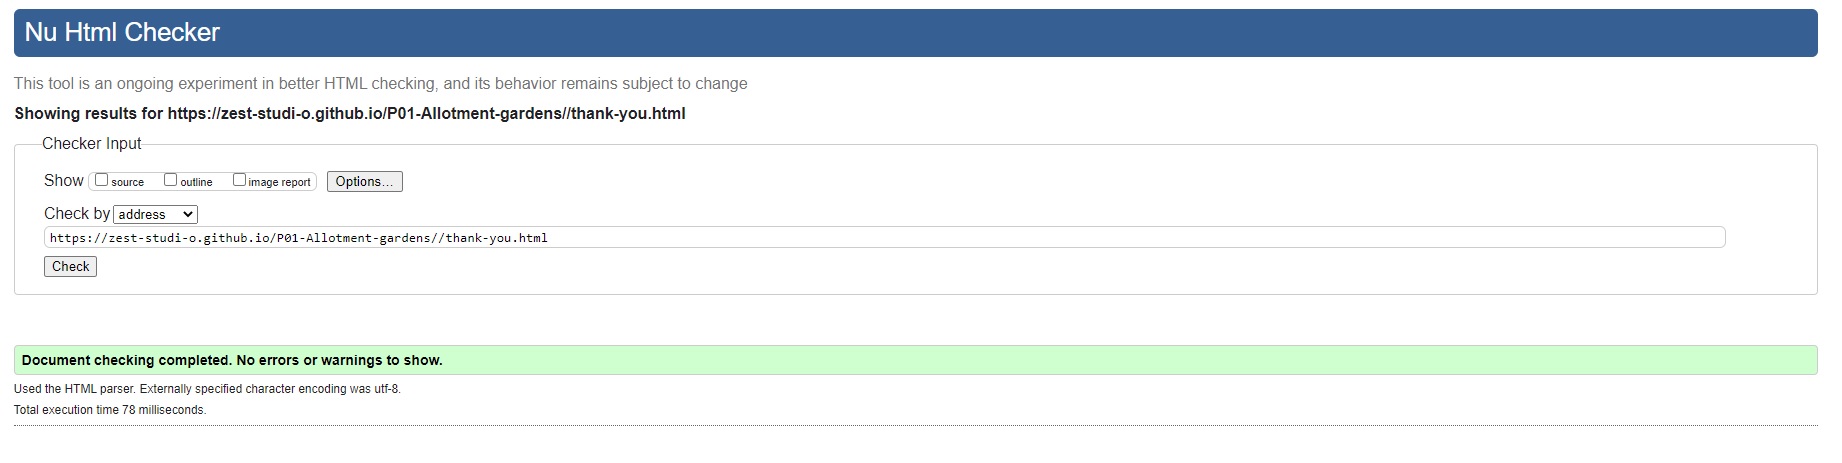 Nu Html Checker
This tool is an ongoing experiment in better HTML checking, and its behavior remains subject to change
Showing results for https://zest-studi-o.github.io/P01-Allotment-gardens//thank-you.html
Checker Input
Show source outline image report Options...
Check by address
https://zest-studi-o.github.io/P01-Allotment-gardens//thank-you.html
Check
Document checking completed. No errors or warnings to show.
Used the HTML parser. Externally specified character encoding was utf-8.
Total execution time 78 milliseconds.